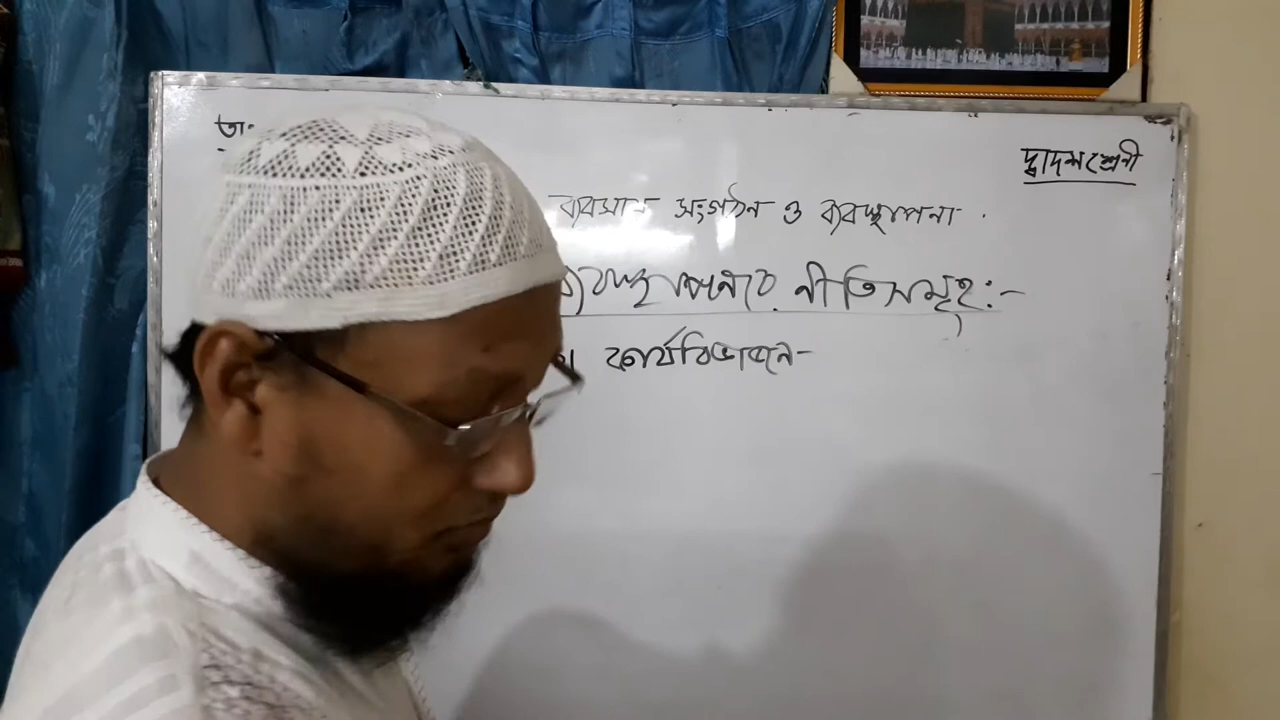 তাং
দ্বাদশ শ্রেনী
ব্যবসায় সংগঠন ও ব্যবস্থাপনা
ব্যবস্থাপনার নীতিসমূহ:-
কার্যবিভাজন-